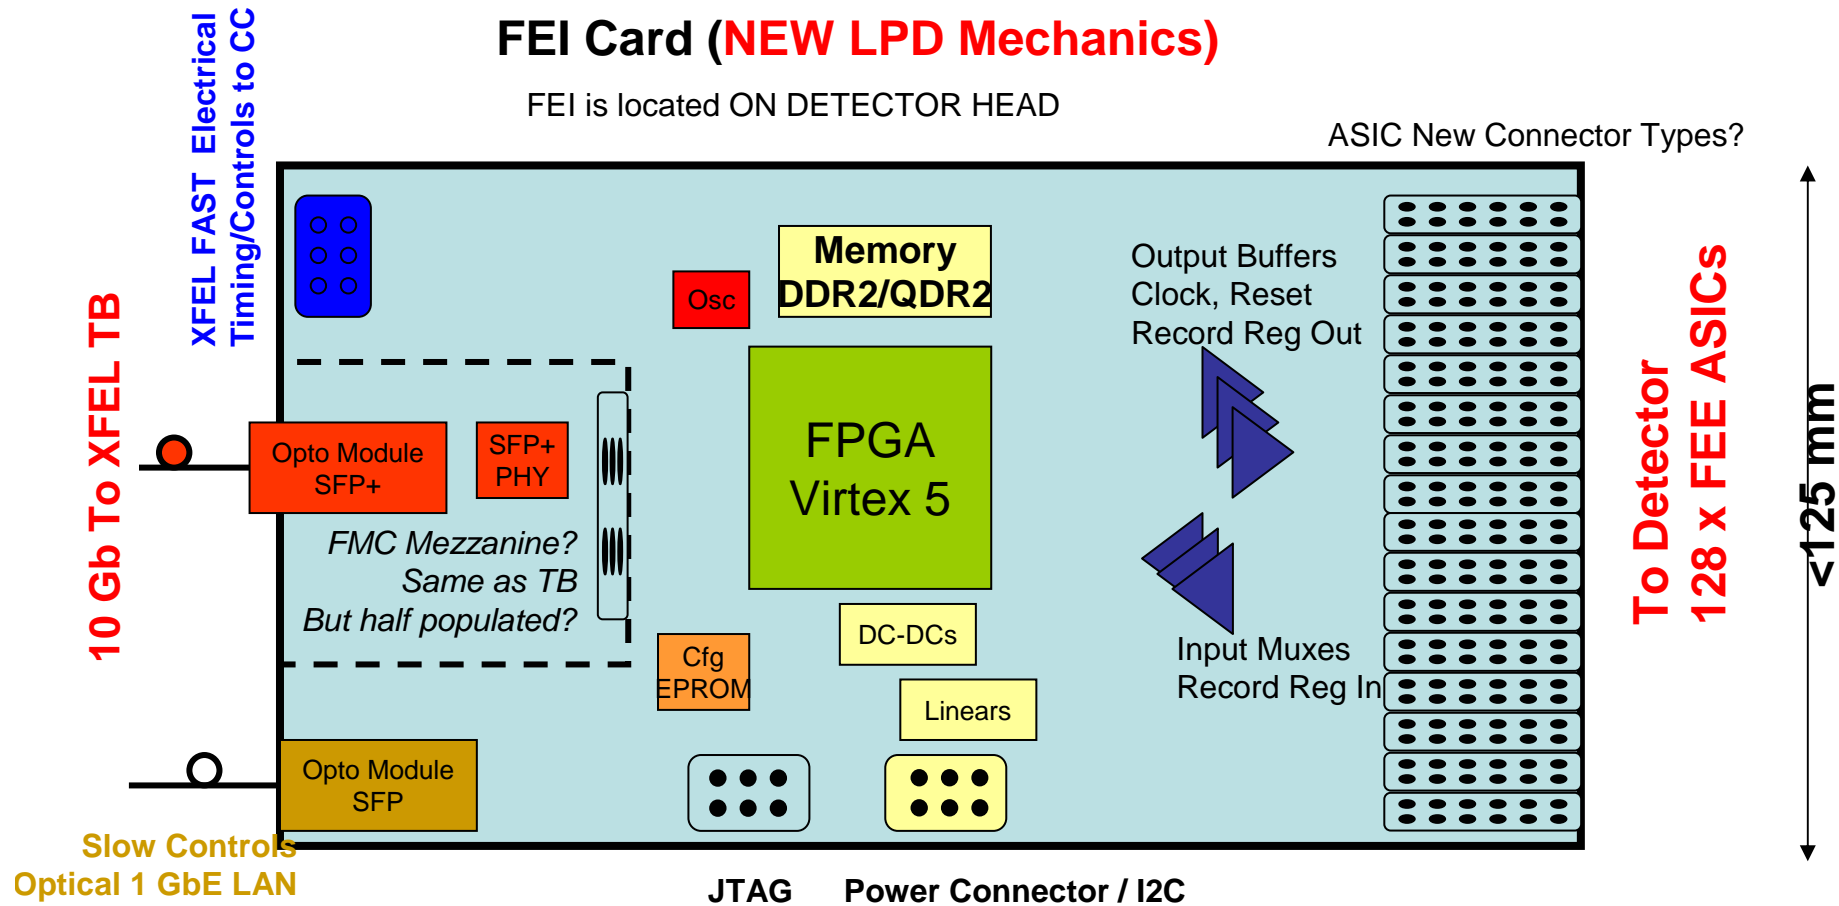 FEI Card (NEW LPD Mechanics)
FEI is located ON DETECTOR HEAD
ASIC New Connector Types?
XFEL FAST Electrical
Timing/Controls to CC
10 Gb To XFEL TB
Memory
DDR2/QDR2
Osc
Output Buffers
Clock, Reset
Record Reg Out
Opto Module
SFP+
SFP+
PHY
FPGA
Virtex 5
FMC Mezzanine?
Same as TB
But half populated?
DC-DCs
Cfg
EPROM
Linears
Input Muxes
Record Reg In
To Detector
128 x FEE ASICs
<125 mm
Opto Module
SFP
Slow Controls
Optical 1 GbE LAN
JTAG
Power Connector / I2C